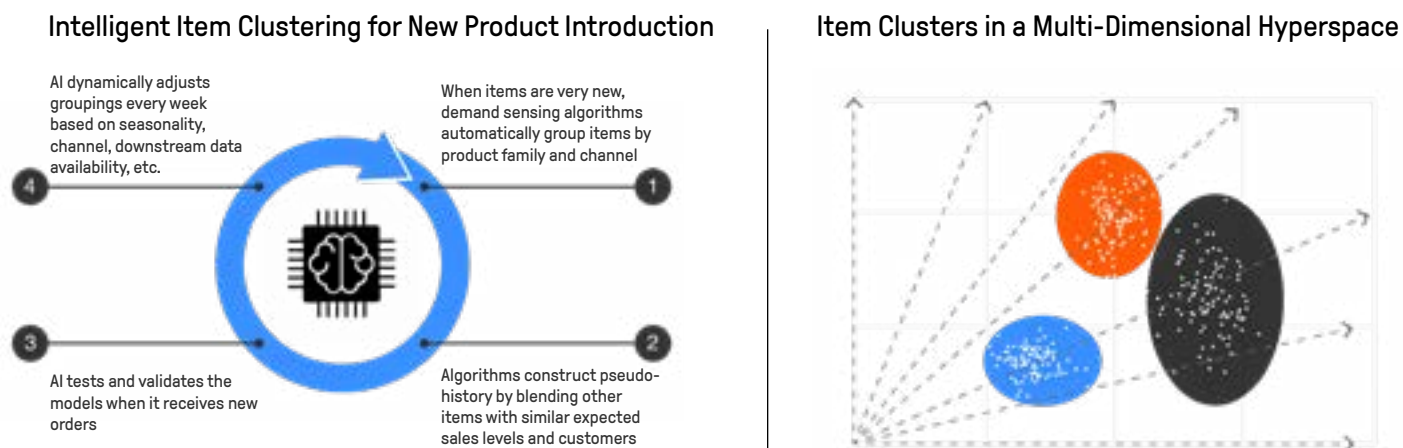 Intelligent Item Clustering for New Product Introduction
Item Clusters in a Multi-Dimensional Hyperspace
AI dynamically adjusts
groupings every week
based on seasonality,
channel, downstream data
availability, etc.
4
When items are very new,
demand sensing algorithms
automatically group items by
product family and channel
1
3
AI tests and validates the
models when it receives new
orders
2
Algorithms construct pseudo-
history by blending other
items with similar expected
sales levels and customers